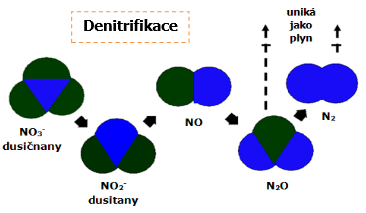 Denitrifikace
uniká
jako
plyn
NO3-
dusičnany
NO2-
dusitany
NO
N2O
N2